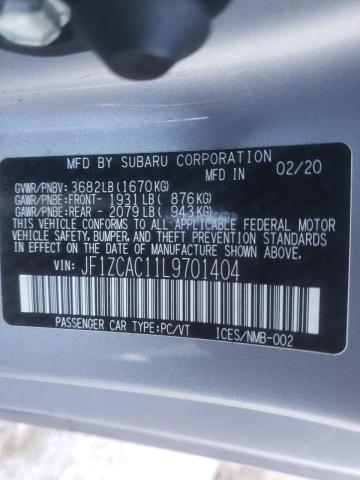 MFD BY SUBARU CORPORATION
MADE IN JAPAN 02/20
GVWR/PNBV: 3682LB(1670KG)
GAWR/PNBE:FRONT- 1931LB( 876KG)
GAWR/PNBE:REAR - 2079LB( 943KG)
THIS VEHICLE CONFORMS TO ALL APPLICABLE FEDERAL MOTOR
VEHICLE SAFETY, BUMPER, AND THEFT PREVENTION STANDARDS
IN EFFECT ON THE DATE OF MANUFACTURE SHOWN ABOVE.
VIN: JF1ZCAC11L9701404
PASSENGER CAR TYPE:PC/VT ICES/NMB-002